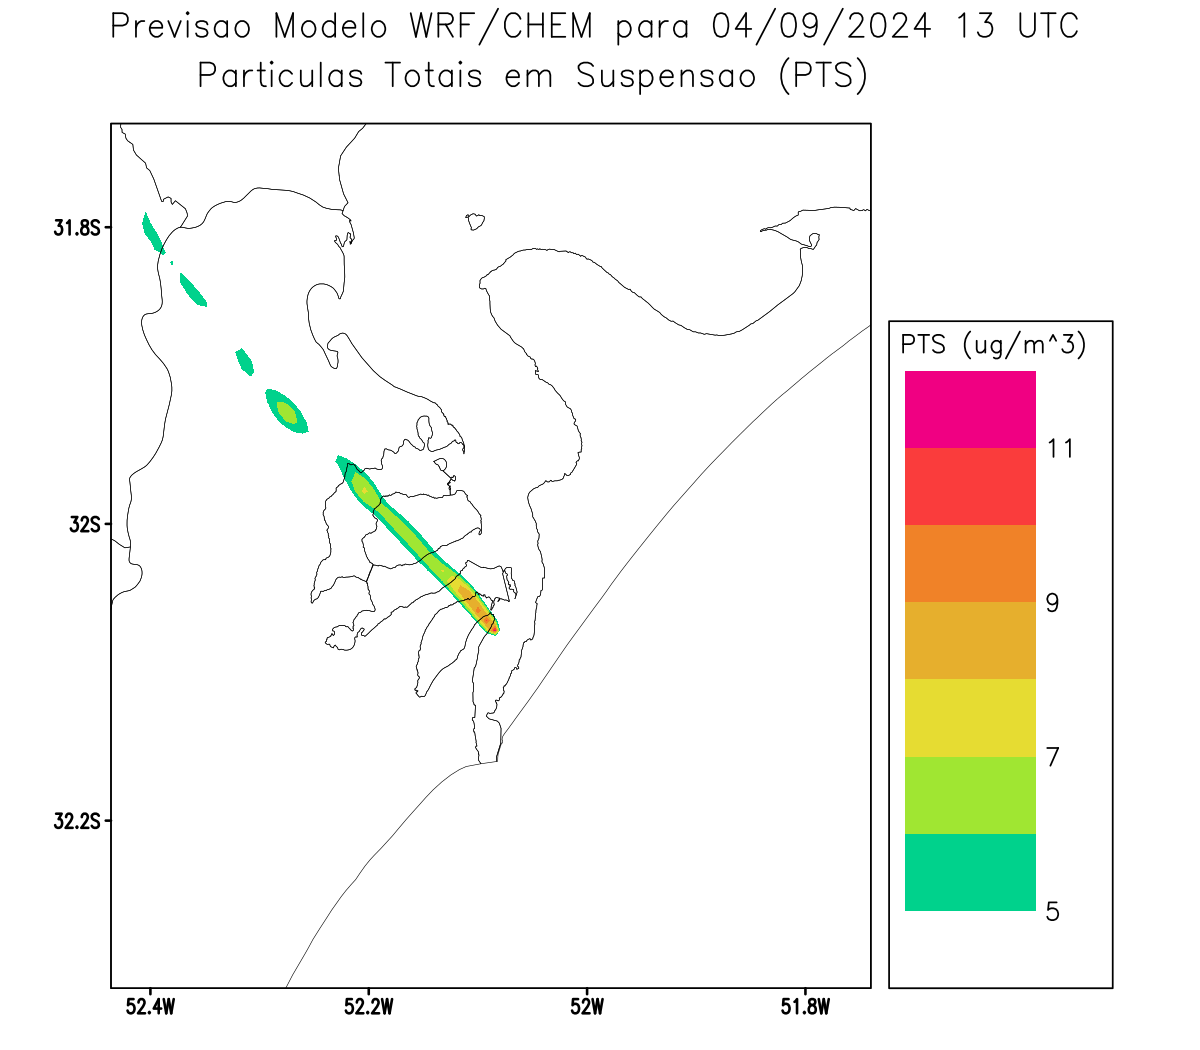 Previsao Modelo WRF/CHEM para 04/09/2024 13 UTC
Particulas Totais em Suspensao (PTS)
31.8S
32S
32.2S
52.4W
52.2W
52W
51.8W
PTS (ug/m^3)
11
9
7
5